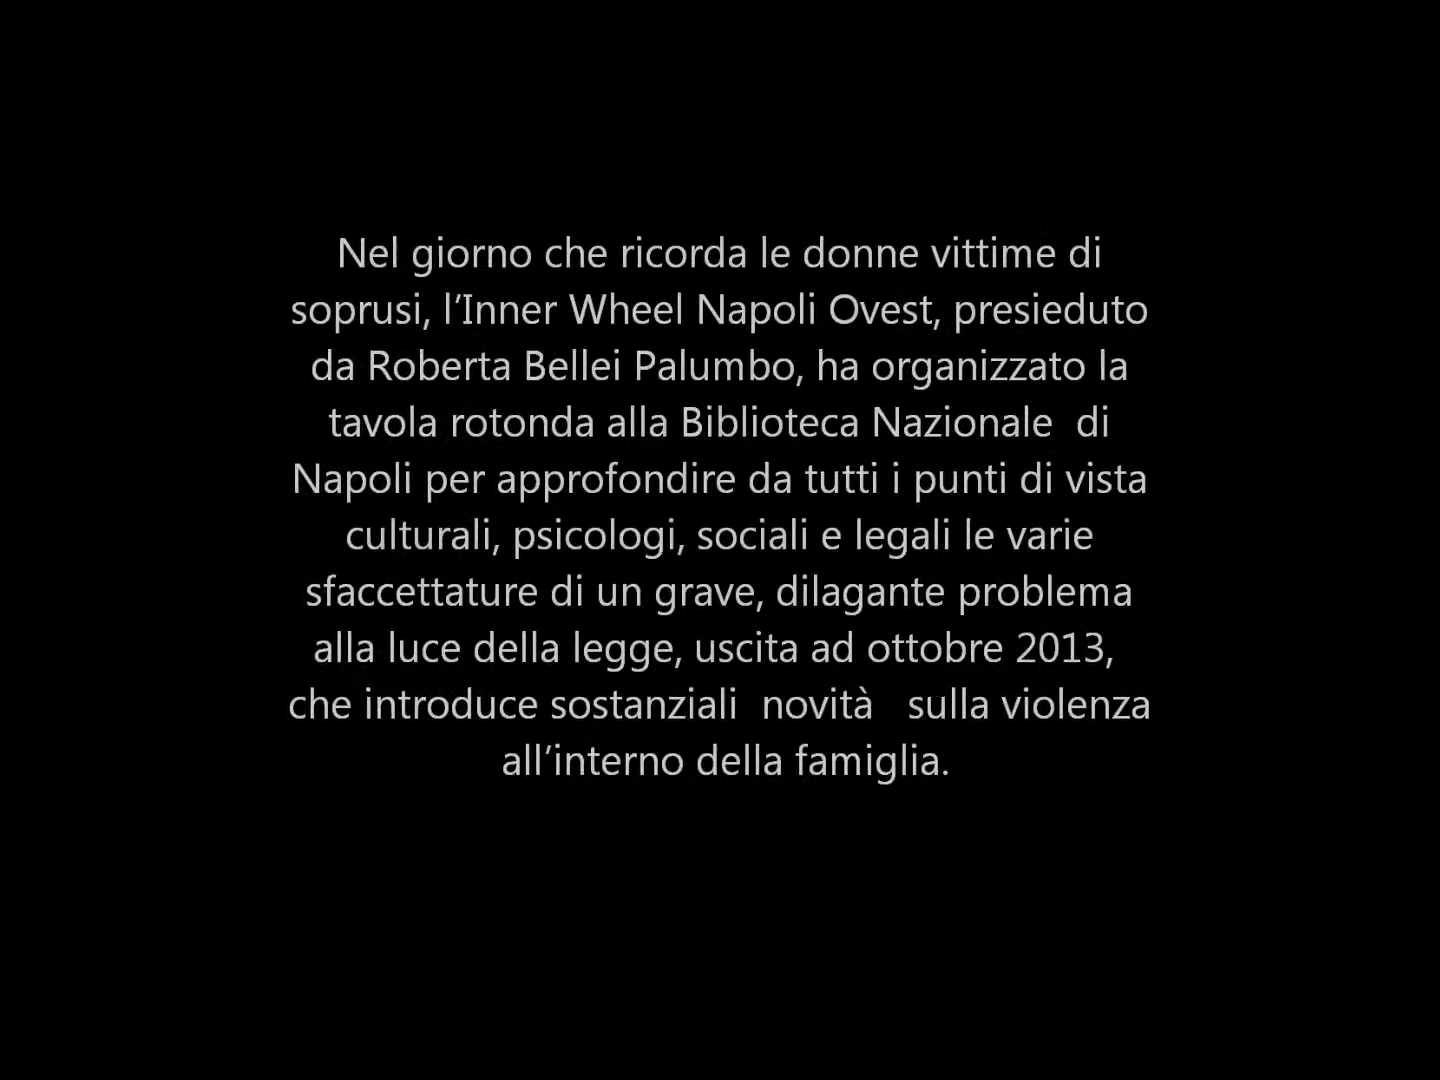 Nel giorno che ricorda le donne vittime di
soprusi, l’Inner Wheel Napoli Ovest, presieduto
da Roberta Bellei Palumbo, ha organizzato la
tavola rotonda alla Biblioteca Nazionale  di
Napoli per approfondire da tutti i punti di vista
culturali, psicologi, sociali e legali le varie
sfaccettature di un grave, dilagante problema
alla luce della legge, uscita ad ottobre 2013,
che introduce sostanziali  novità   sulla violenza
all’interno della famiglia.